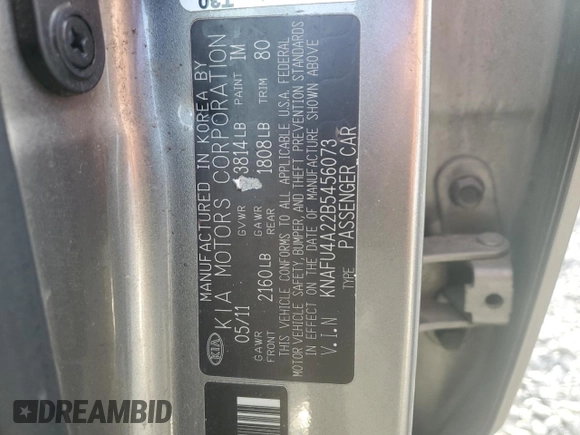 MANUFACTURED IN KOREA BY
KIA MOTORS CORPORATION
KIA
05/11 GVWR 3814LB PAINT IM
GAWR FRONT 2160LB GAWR REAR 1808LB TRIM 80
THIS VEHICLE CONFORMS TO ALL APPLICABLE U.S.A. FEDERAL
MOTOR VEHICLE SAFETY, BUMPER, AND THEFT PREVENTION STANDARDS
IN EFFECT ON THE DATE OF MANUFACTURE SHOWN ABOVE
V.I.N KNAFU4A22B5456073
TYPE PASSENGER CAR
T30
DREAMBID